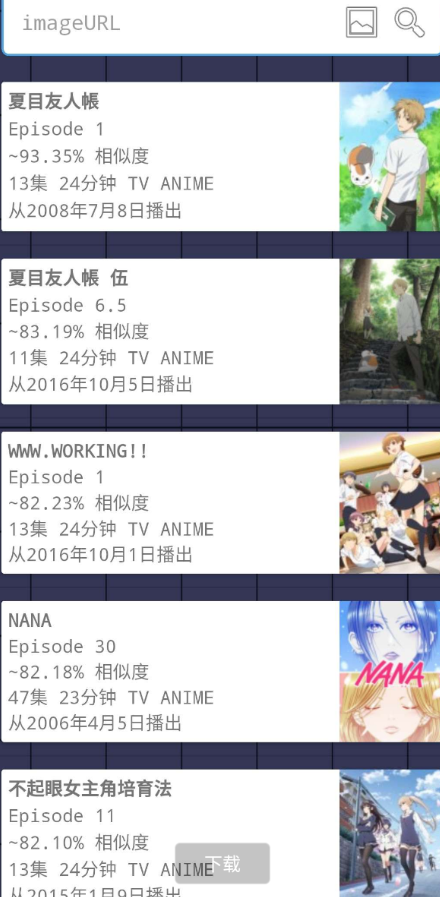 imageURL
夏目友人帳
Episode 1
~93.35% 相似度
13集 24分钟 TV ANIME
从2008年7月8日播出
夏目友人帳 伍
Episode 6.5
~83.19% 相似度
11集 24分钟 TV ANIME
从2016年10月5日播出
WWW.WORKING!!
Episode 1
~82.23% 相似度
13集 24分钟 TV ANIME
从2016年10月1日播出
NANA
Episode 30
~82.18% 相似度
47集 23分钟 TV ANIME
从2006年4月5日播出
NANA
不起眼女主角培育法
Episode 11
~82.10% 相似度
13集 24分钟 TV ANIME
下载
从2015年1月9日播出